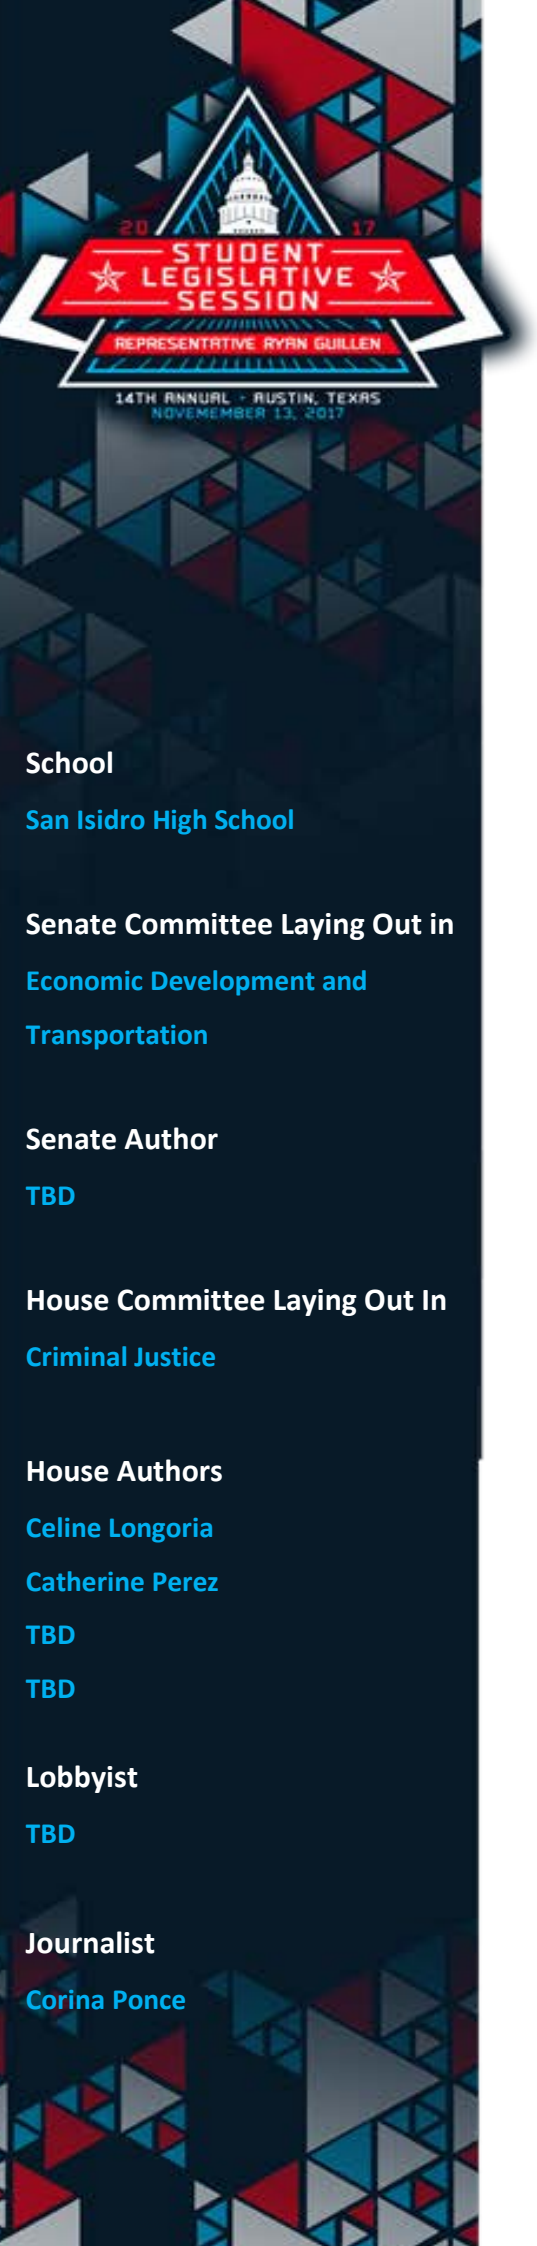 20 17
STUDENT
LEGISLATIVE
SESSION
REPRESENTATIVE RYAN GUILLEN
14TH ANNUAL - AUSTIN, TEXAS
NOVEMEMBER 13, 2017
School
San Isidro High School
Senate Committee Laying Out in
Economic Development and
Transportation
Senate Author
TBD
House Committee Laying Out In
Criminal Justice
House Authors
Celine Longoria
Catherine Perez
TBD
TBD
Lobbyist
TBD
Journalist
Corina Ponce